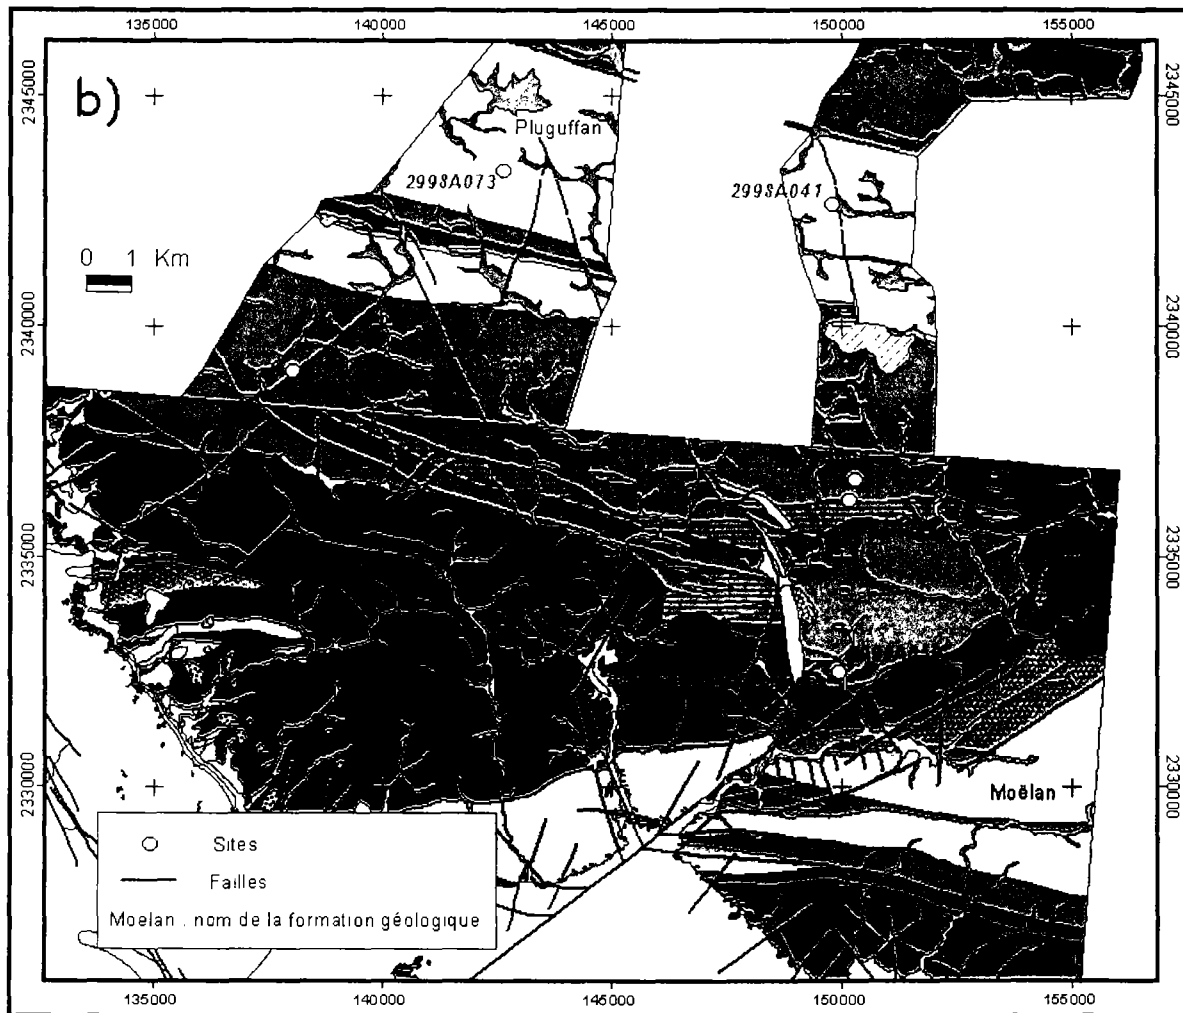 135000 140000 145000 150000 155000
b)
2345000 2345000
Pluguffan
2998A073
2998A041
0 1 Km
2340000 2340000
2335000 2335000
2330000 2330000
Moëlan
Sites
Failles
Moelan : nom de la formation géologique
135000 140000 145000 150000 155000